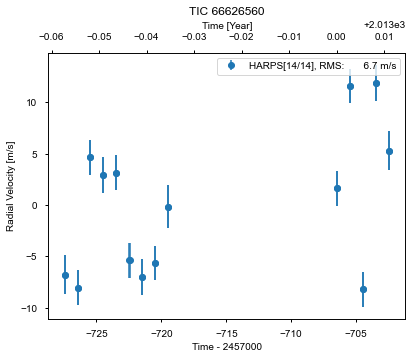 TIC 66626560
Time [Year]
+2.013e3
−0.06 −0.05 −0.04 −0.03 −0.02 −0.01 0.00 0.01
HARPS[14/14], RMS: 6.7 m/s
10
5
0
−5
−10
Radial Velocity [m/s]
−725 −720 −715 −710 −705
Time - 2457000